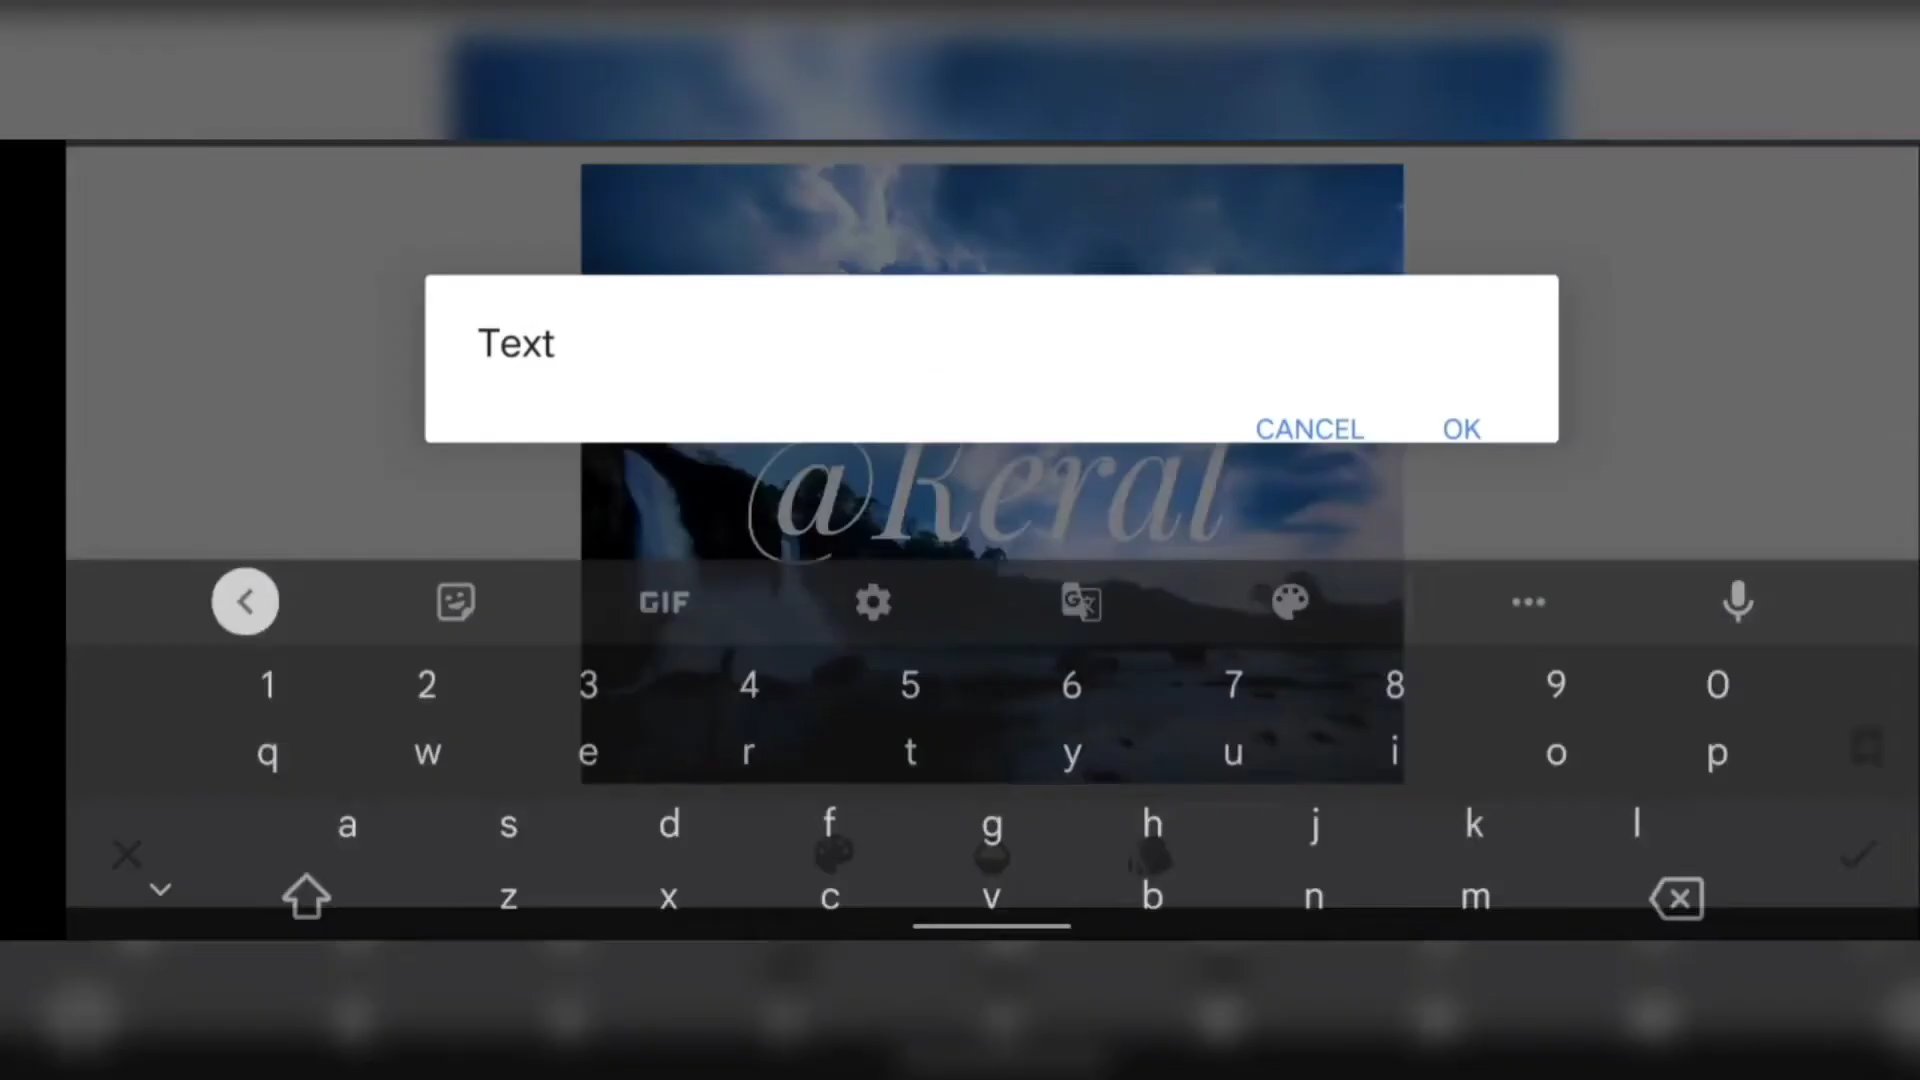 Text
CANCEL OK
@Keral
GIF
1 2 3 4 5 6 7 8 9 0
q w e r t y u i o p
a s d f g h j k l
z x c v b n m